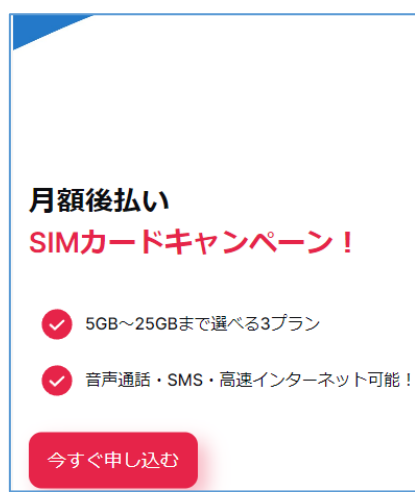 月額後払い
SIMカードキャンペーン！
5GB～25GBまで選べる3プラン
音声通話・SMS・高速インターネット可能！
今すぐ申し込む